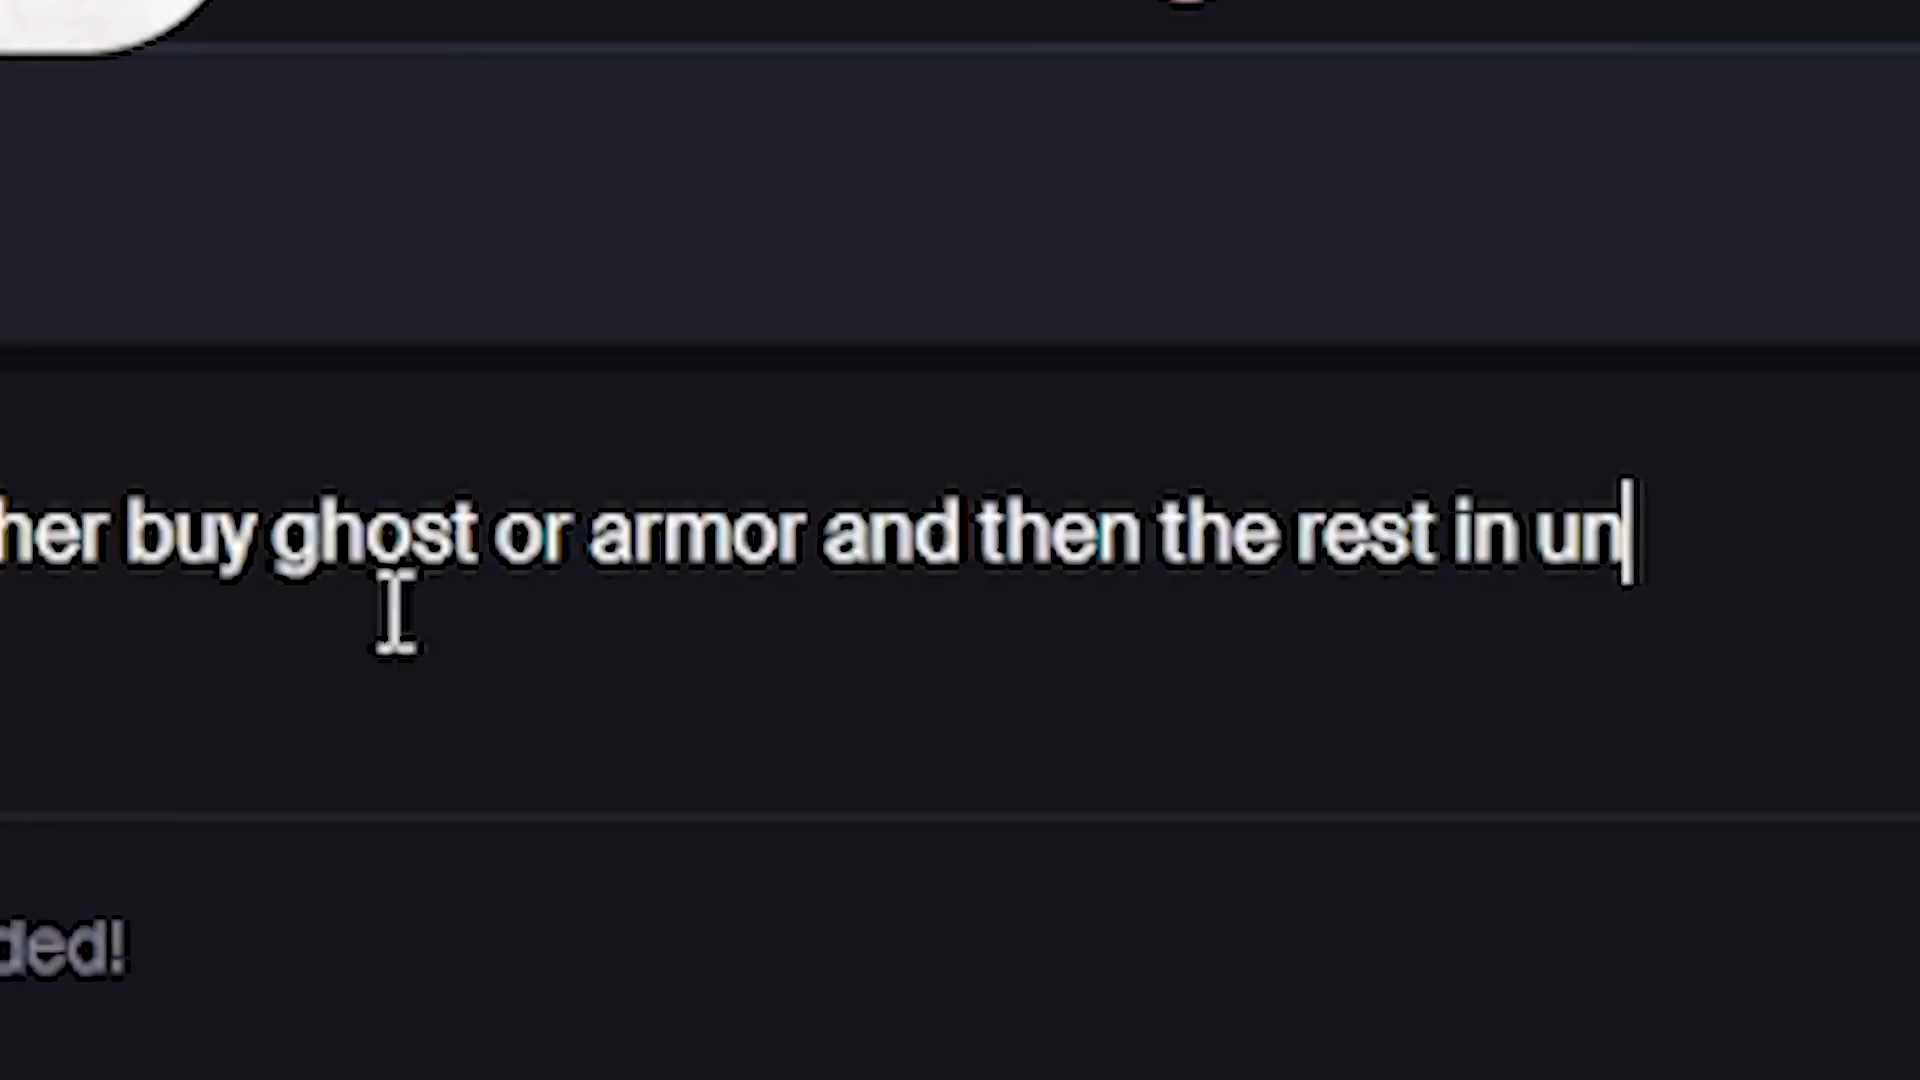 her buy ghost or armor and then the rest in un
ded!